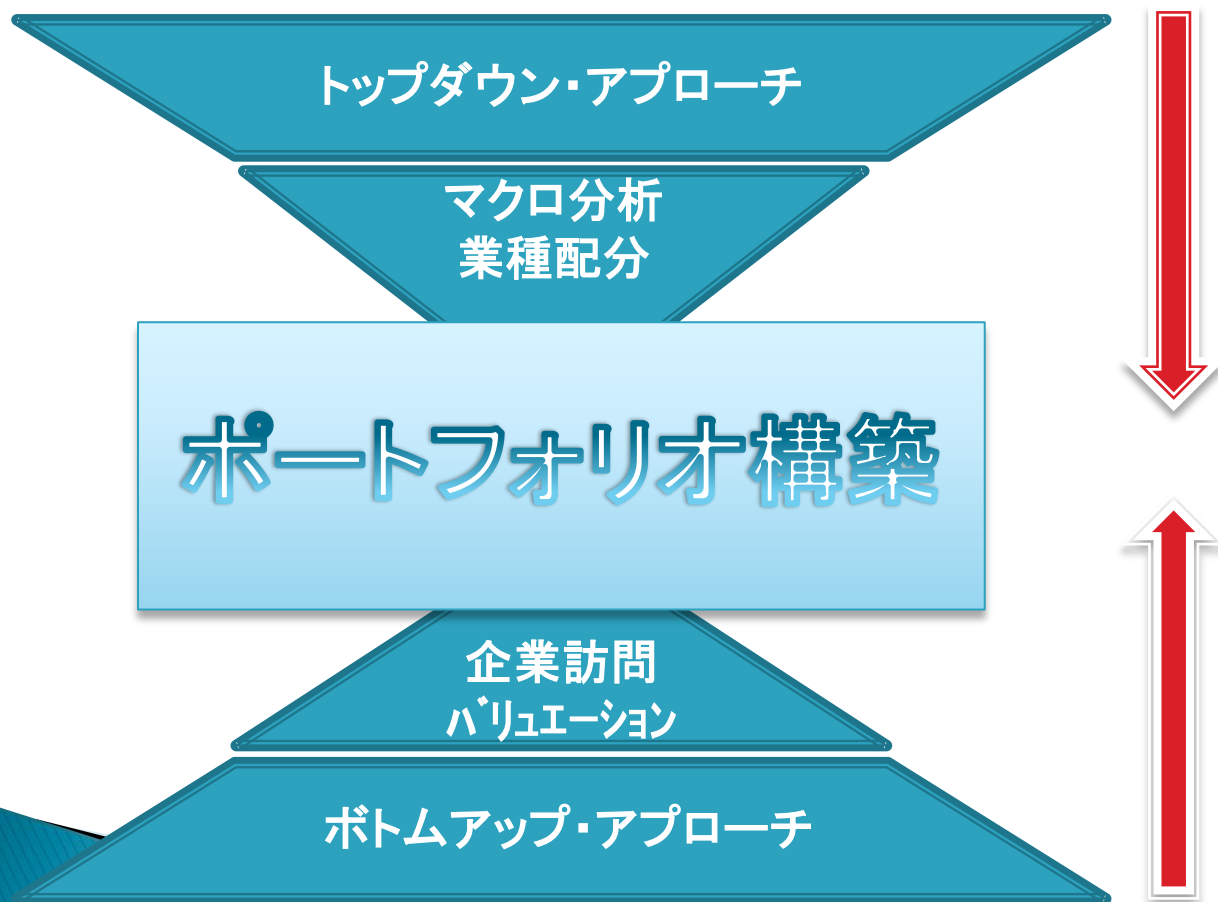 トップダウン・アプローチ
マクロ分析
業種配分
ポートフォリオ構築
企業訪問
バリュエーション
ボトムアップ・アプローチ